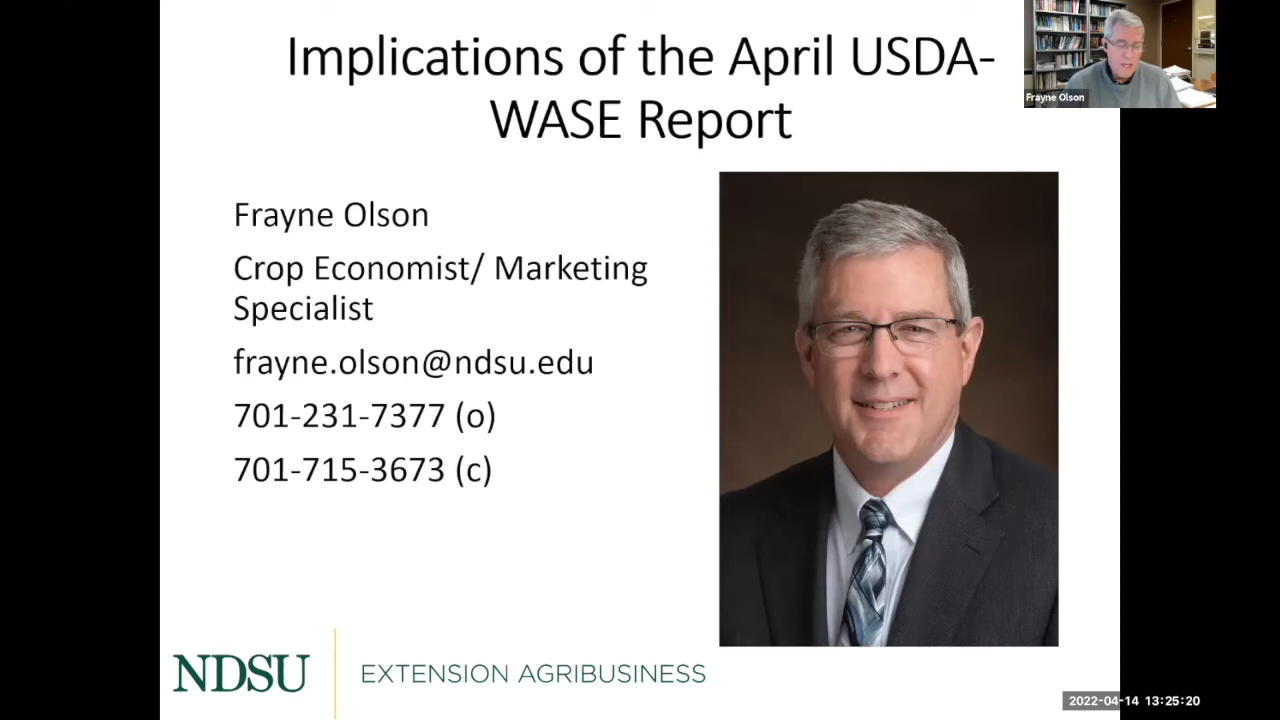 Implications of the April USDA-
WASE Report
Frayne Olson
Frayne Olson
Crop Economist/ Marketing
Specialist
frayne.olson@ndsu.edu
701-231-7377 (o)
701-715-3673 (c)
NDSU
EXTENSION AGRIBUSINESS
2022-04-14 13:25:20